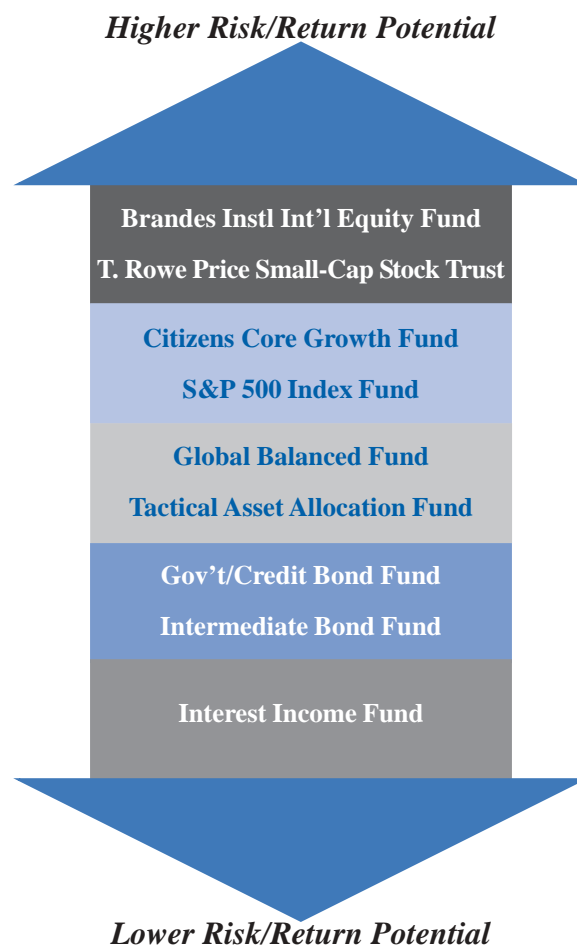 Higher Risk/Return Potential
Brandes Instl Int’l Equity Fund
T. Rowe Price Small-Cap Stock Trust
Citizens Core Growth Fund
S&P 500 Index Fund
Global Balanced Fund
Tactical Asset Allocation Fund
Gov’t/Credit Bond Fund
Intermediate Bond Fund
Interest Income Fund
Lower Risk/Return Potential